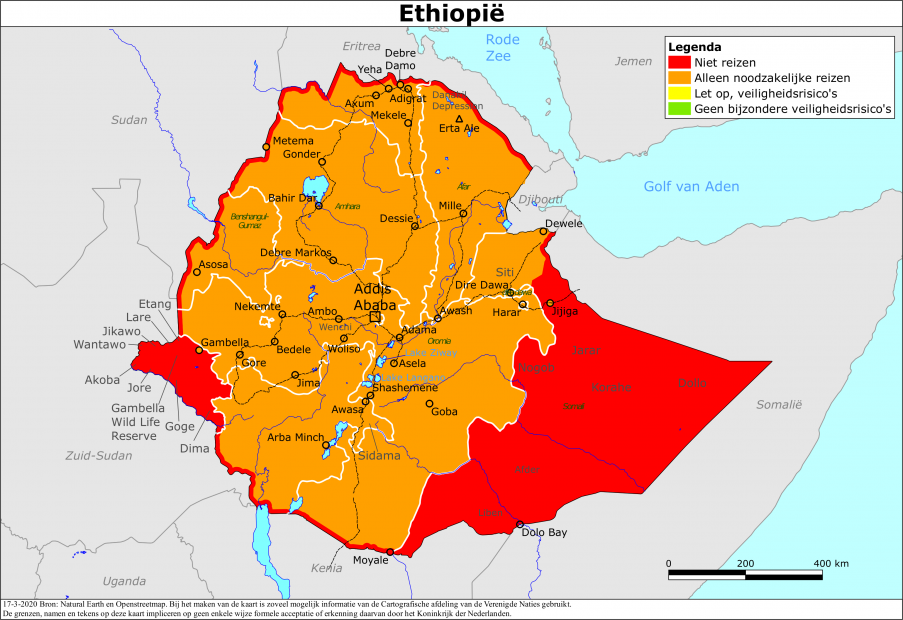 Ethiopië
Legenda
Niet reizen
Alleen noodzakelijke reizen
Let op, veiligheidsrisico's
Geen bijzondere veiligheidsrisico's
Rode
Zee
Eritrea
Jemen
Sudan
Golf van Aden
Djibouti
Somalië
Zuid-Sudan
Uganda
Kenia
Debre
Damo
Yeha
Axum
Adigrat
Mekele
Depression
Erta Ale
Metema
Gonder
Bahir Dar
Amhara
Afar
Mille
Dessie
Dewele
Benshangul-
Gumaz
Debre Markos
Asosa
Siti
Addis
Ababa
Dire Dawa
Harar
Jijiga
Etang
Lare
Jikawo
Wantawo
Nekemte
Ambo
Wenchi
Awash
Adama
Oromia
Gambella
Gore
Bedele
Woliso
Lake Ziway
Asela
Lake Langano
Akoba
Jore
Jima
Shashemene
Awasa
Goba
Gambella
Wild Life
Reserve
Goge
Dima
Arba Minch
Sidama
Somali
Afder
Dolo Bay
Moyale
0 200 400 km
17-3-2020 Bron: Natural Earth en Openstreetmap. Bij het maken van de kaart is zoveel mogelijk informatie van de Cartografische afdeling van de Verenigde Naties gebruikt.
De grenzen, namen en tekens op deze kaart impliceren op geen enkele wijze formele acceptatie of erkenning daarvan door het Koninkrijk der Nederlanden.